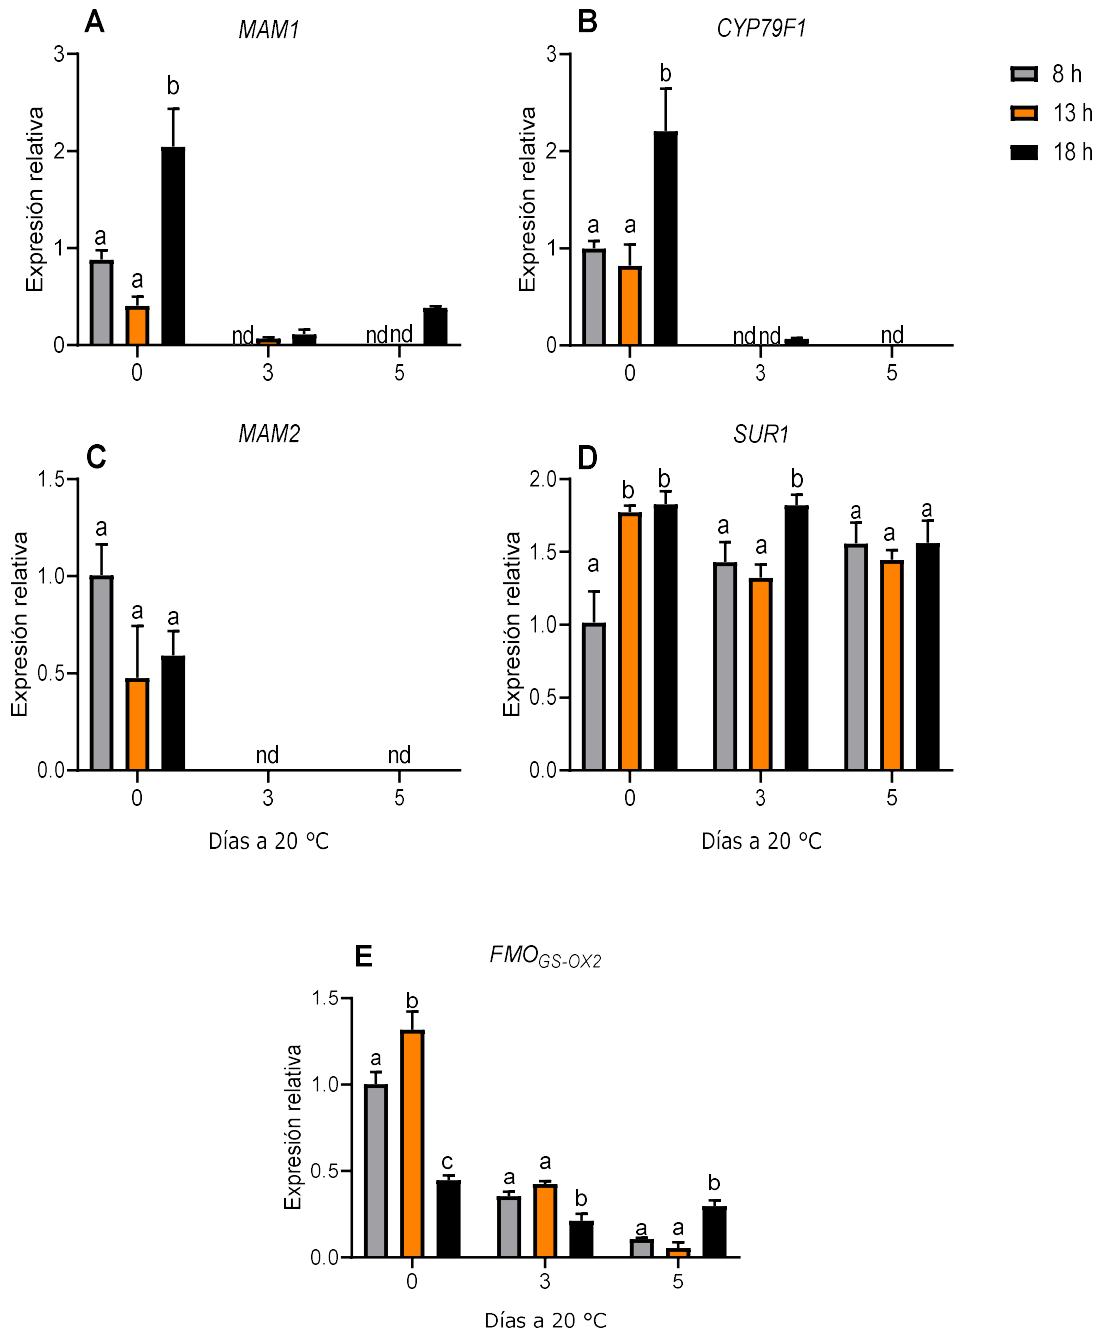 A
MAM1
3
2
1
0
Expresión relativa
a
a
b
nd
nd nd
0
3
5
B
CYP79F1
3
2
1
0
Expresión relativa
a
a
b
nd nd
nd
0
3
5
8 h
13 h
18 h
C
MAM2
1.5
1.0
0.5
0.0
Expresión relativa
a
a
a
nd
nd
0
3
5
Días a 20 °C
D
SUR1
2.0
1.5
1.0
0.5
0.0
Expresión relativa
a
b
b
a
a
b
a
a
a
0
3
5
Días a 20 °C
E
FMOGS-OX2
1.5
1.0
0.5
0.0
Expresión relativa
a
b
c
a
a
b
a
a
b
0
3
5
Días a 20 °C